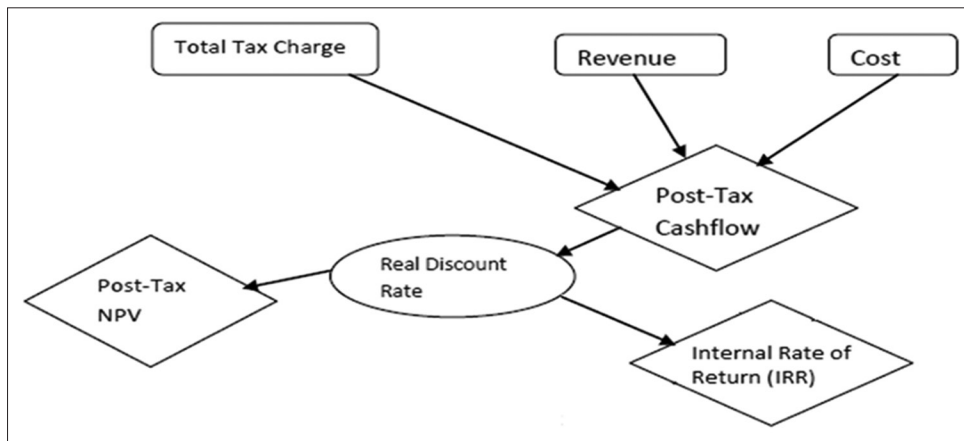 Total Tax Charge
Revenue
Cost
Post-Tax
Cashflow
Real Discount
Rate
Post-Tax
NPV
Internal Rate of
Return (IRR)